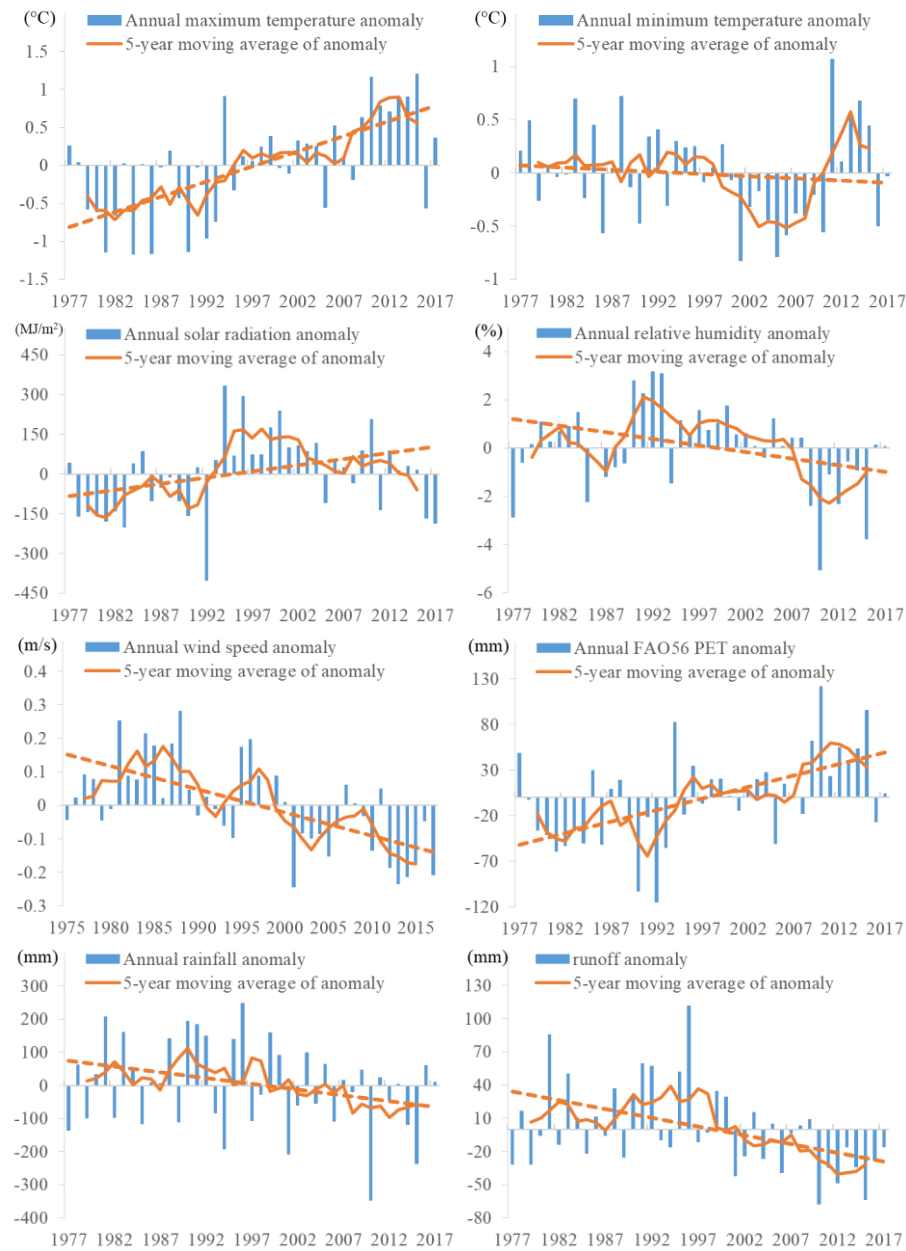 (°C)
Annual maximum temperature anomaly
5-year moving average of anomaly
1.5
1
0.5
0
-0.5
-1
-1.5
1977 1982 1987 1992 1997 2002 2007 2012 2017
(°C)
Annual minimum temperature anomaly
5-year moving average of anomaly
1
0.5
0
-0.5
-1
1977 1982 1987 1992 1997 2002 2007 2012 2017
(MJ/m²)
Annual solar radiation anomaly
5-year moving average of anomaly
450
300
150
0
-150
-300
-450
1977 1982 1987 1992 1997 2002 2007 2012 2017
(%)
Annual relative humidity anomaly
5-year moving average of anomaly
4
2
0
-2
-4
-6
1977 1982 1987 1992 1997 2002 2007 2012 2017
(m/s)
Annual wind speed anomaly
5-year moving average of anomaly
0.4
0.3
0.2
0.1
0
-0.1
-0.2
-0.3
1975 1980 1985 1990 1995 2000 2005 2010 2015
(mm)
Annual FAO56 PET anomaly
5-year moving average of anomaly
130
80
30
-20
-70
-120
1977 1982 1987 1992 1997 2002 2007 2012 2017
(mm)
Annual rainfall anomaly
5-year moving average of anomaly
300
200
100
0
-100
-200
-300
-400
1977 1982 1987 1992 1997 2002 2007 2012 2017
(mm)
runoff anomaly
5-year moving average of anomaly
130
100
70
40
10
-20
-50
-80
1977 1982 1987 1992 1997 2002 2007 2012 2017